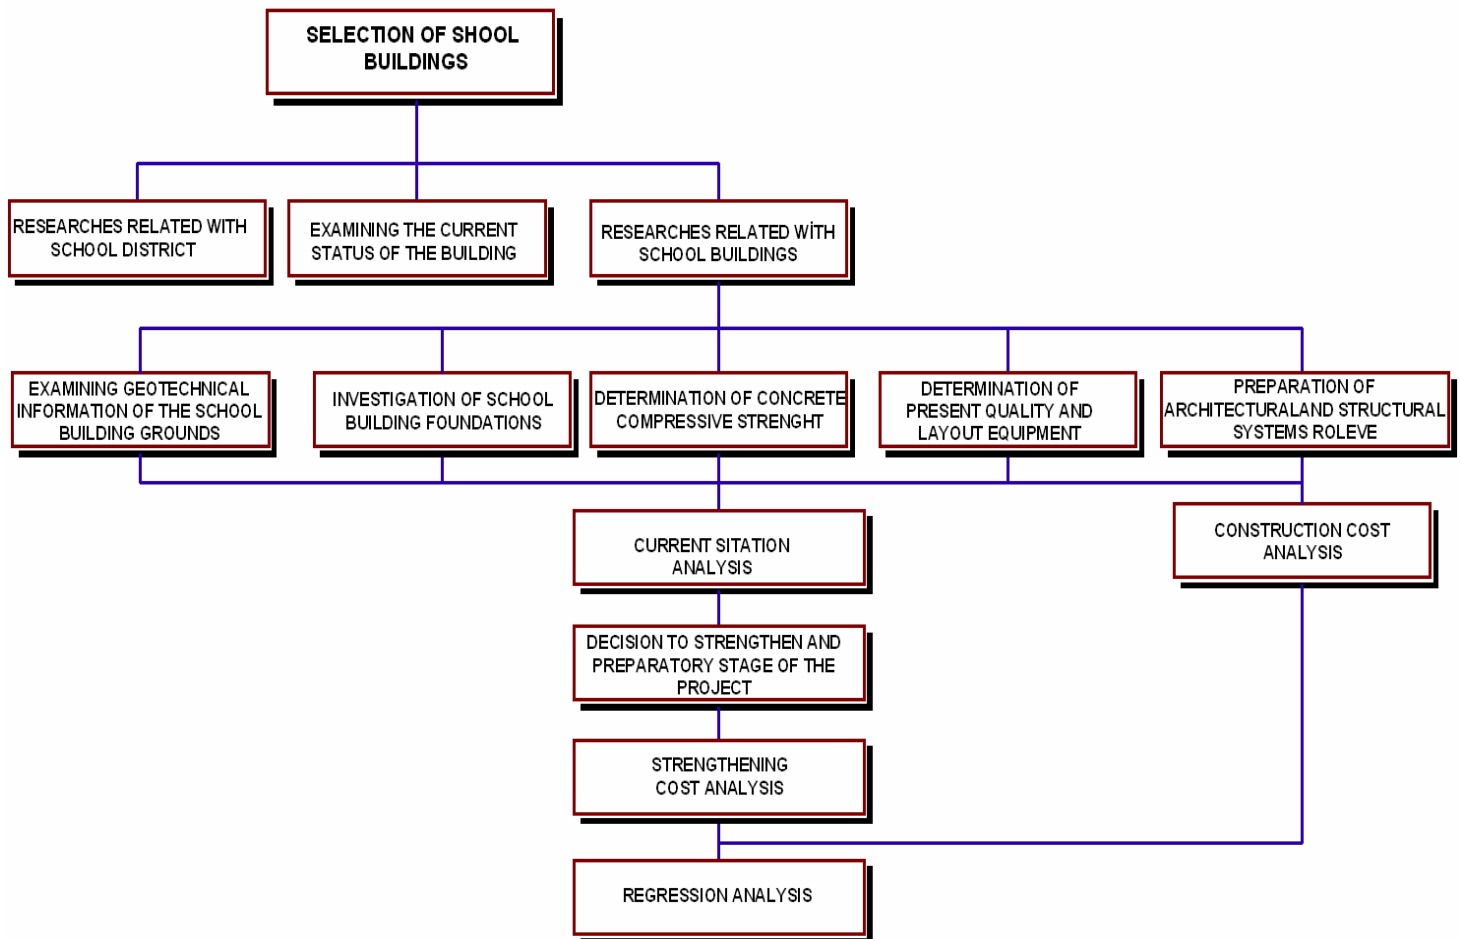 SELECTION OF SHOOL
BUILDINGS
RESEARCHES RELATED WITH
SCHOOL DISTRICT
EXAMINING THE CURRENT
STATUS OF THE BUILDING
RESEARCHES RELATED WİTH
SCHOOL BUILDINGS
EXAMINING GEOTECHNICAL
INFORMATION OF THE SCHOOL
BUILDING GROUNDS
INVESTIGATION OF SCHOOL
BUILDING FOUNDATIONS
DETERMINATION OF CONCRETE
COMPRESSIVE STRENGHT
DETERMINATION OF
PRESENT QUALITY AND
LAYOUT EQUIPMENT
PREPARATION OF
ARCHITECTURALAND STRUCTURAL
SYSTEMS ROLEVE
CURRENT SITATION
ANALYSIS
CONSTRUCTION COST
ANALYSIS
DECISION TO STRENGTHEN AND
PREPARATORY STAGE OF THE
PROJECT
STRENGTHENING
COST ANALYSIS
REGRESSION ANALYSIS